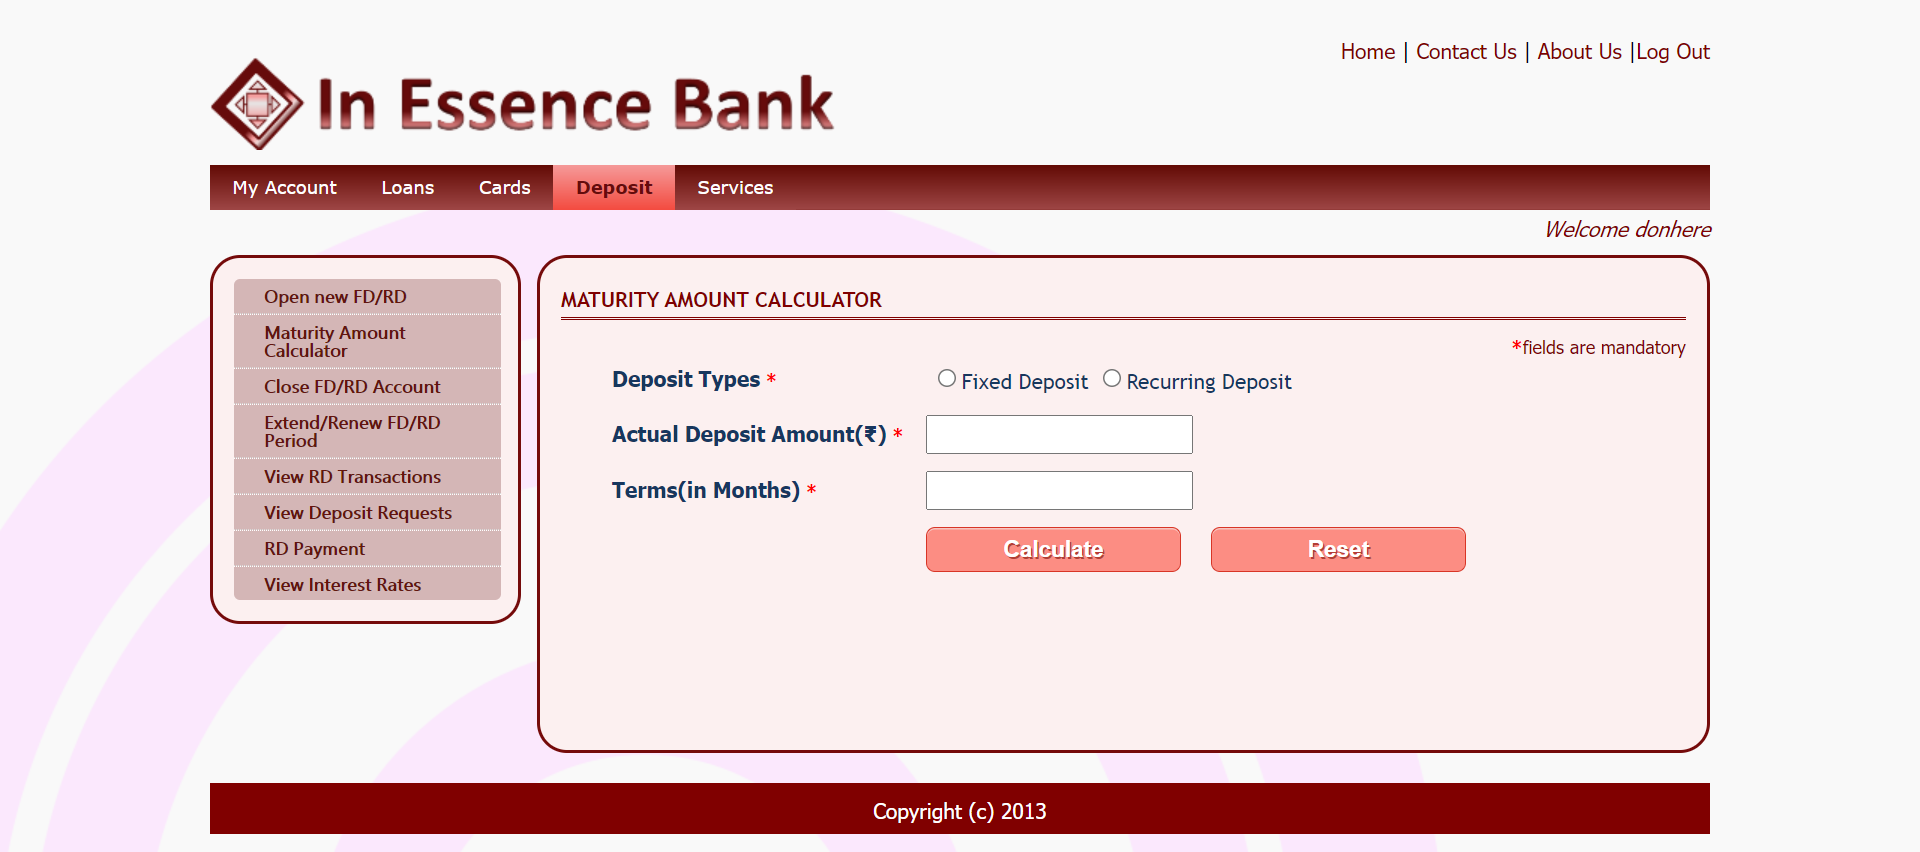 Home | Contact Us | About Us |Log Out
In Essence Bank
My Account Loans Cards Deposit Services
Welcome donhere
Open new FD/RD
Maturity Amount
Calculator
Close FD/RD Account
Extend/Renew FD/RD
Period
View RD Transactions
View Deposit Requests
RD Payment
View Interest Rates
MATURITY AMOUNT CALCULATOR
*fields are mandatory
Deposit Types * Fixed Deposit Recurring Deposit
Actual Deposit Amount(₹) *
Terms(in Months) *
Calculate Reset
Copyright (c) 2013